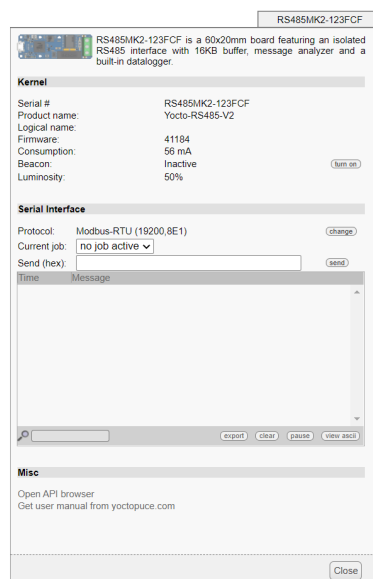 RS485MK2-123FCF
RS485MK2-123FCF is a 60x20mm board featuring an isolated
RS485 interface with 16KB buffer, message analyzer and a
built-in datalogger.
Kernel
Serial # RS485MK2-123FCF
Product name: Yocto-RS485-V2
Logical name:
Firmware: 41184
Consumption: 56 mA
Beacon: Inactive turn on
Luminosity: 50%
Serial Interface
Protocol: Modbus-RTU (19200,8E1) change
Current job: no job active
Send (hex): send
Time Message
export clear pause view ascii
Misc
Open API browser
Get user manual from yoctopuce.com
Close